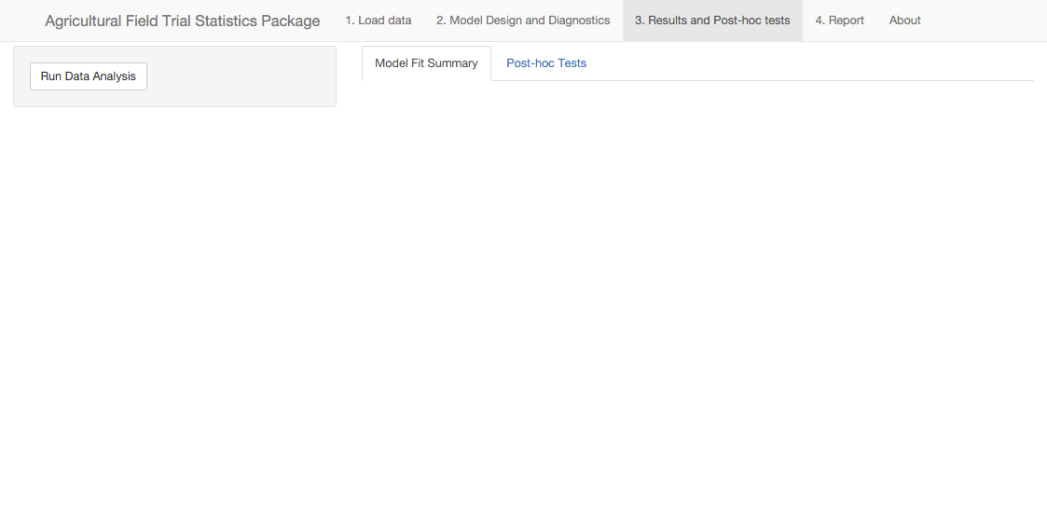 Agricultural Field Trial Statistics Package 1. Load data 2. Model Design and Diagnostics 3. Results and Post-hoc tests 4. Report About
Run Data Analysis
Model Fit Summary Post-hoc Tests